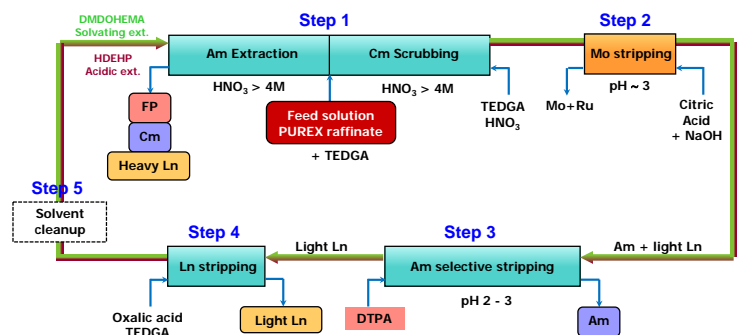 DMDOHEMA
Solvating ext.
HDEHP
Acidic ext.
Step 1
Am Extraction
Cm Scrubbing
HNO3 > 4M
HNO3 > 4M
FP
Cm
Heavy Ln
Feed solution
PUREX raffinate
+ TEDGA
TEDGA
HNO3
Step 2
Mo stripping
pH ~ 3
Mo+Ru
Citric
Acid
+ NaOH
Step 5
Solvent
cleanup
Step 4
Ln stripping
Oxalic acid
TEDGA
Light Ln
Light Ln
Step 3
Am selective stripping
pH 2 - 3
DTPA
Am
Am + light Ln